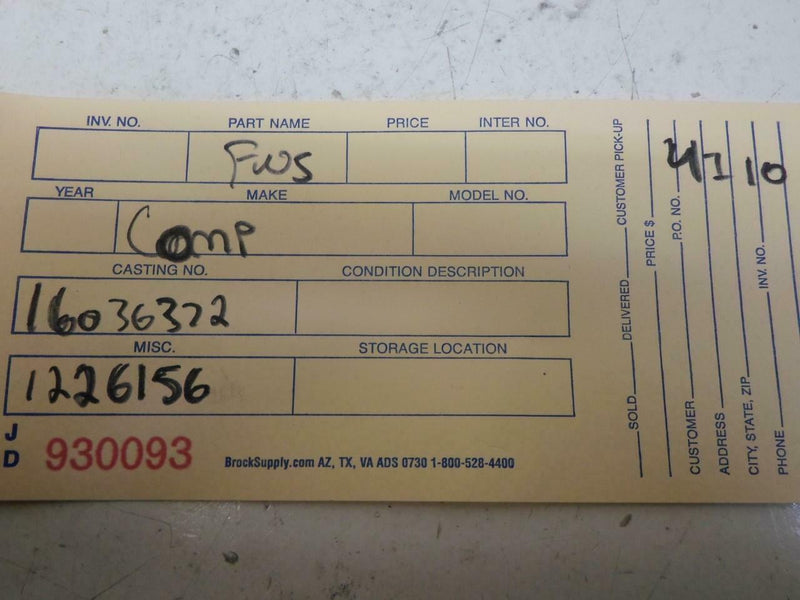 INV. NO. PART NAME PRICE INTER NO.
Fws
YEAR MAKE MODEL NO.
Comp
CASTING NO. CONDITION DESCRIPTION
16036372
MISC. STORAGE LOCATION
1226156
J
D
930093
BrockSupply.com AZ, TX, VA ADS 0730 1-800-528-4400
SOLD DELIVERED CUSTOMER PICK-UP
PRICE $
CUSTOMER P.O. NO.
ADDRESS
CITY, STATE, ZIP
PHONE INV. NO.